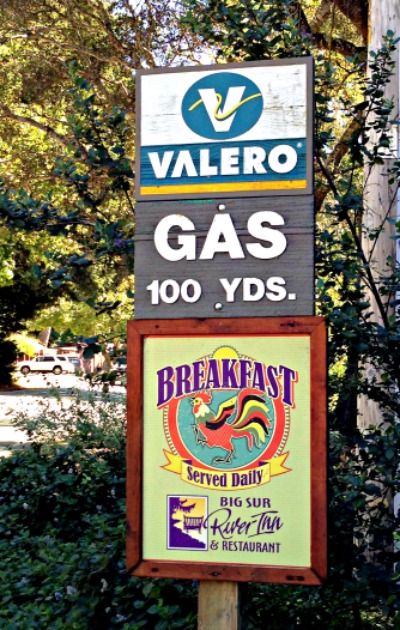 V
VALERO®
GAS
100 YDS.
BREAKFAST
Served Daily
BIG SUR
River Inn
& RESTAURANT